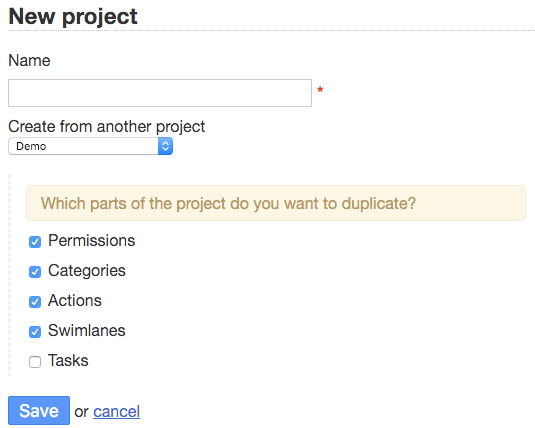 New project
Name
*
Create from another project
Demo
Which parts of the project do you want to duplicate?
Permissions
Categories
Actions
Swimlanes
Tasks
Save or cancel